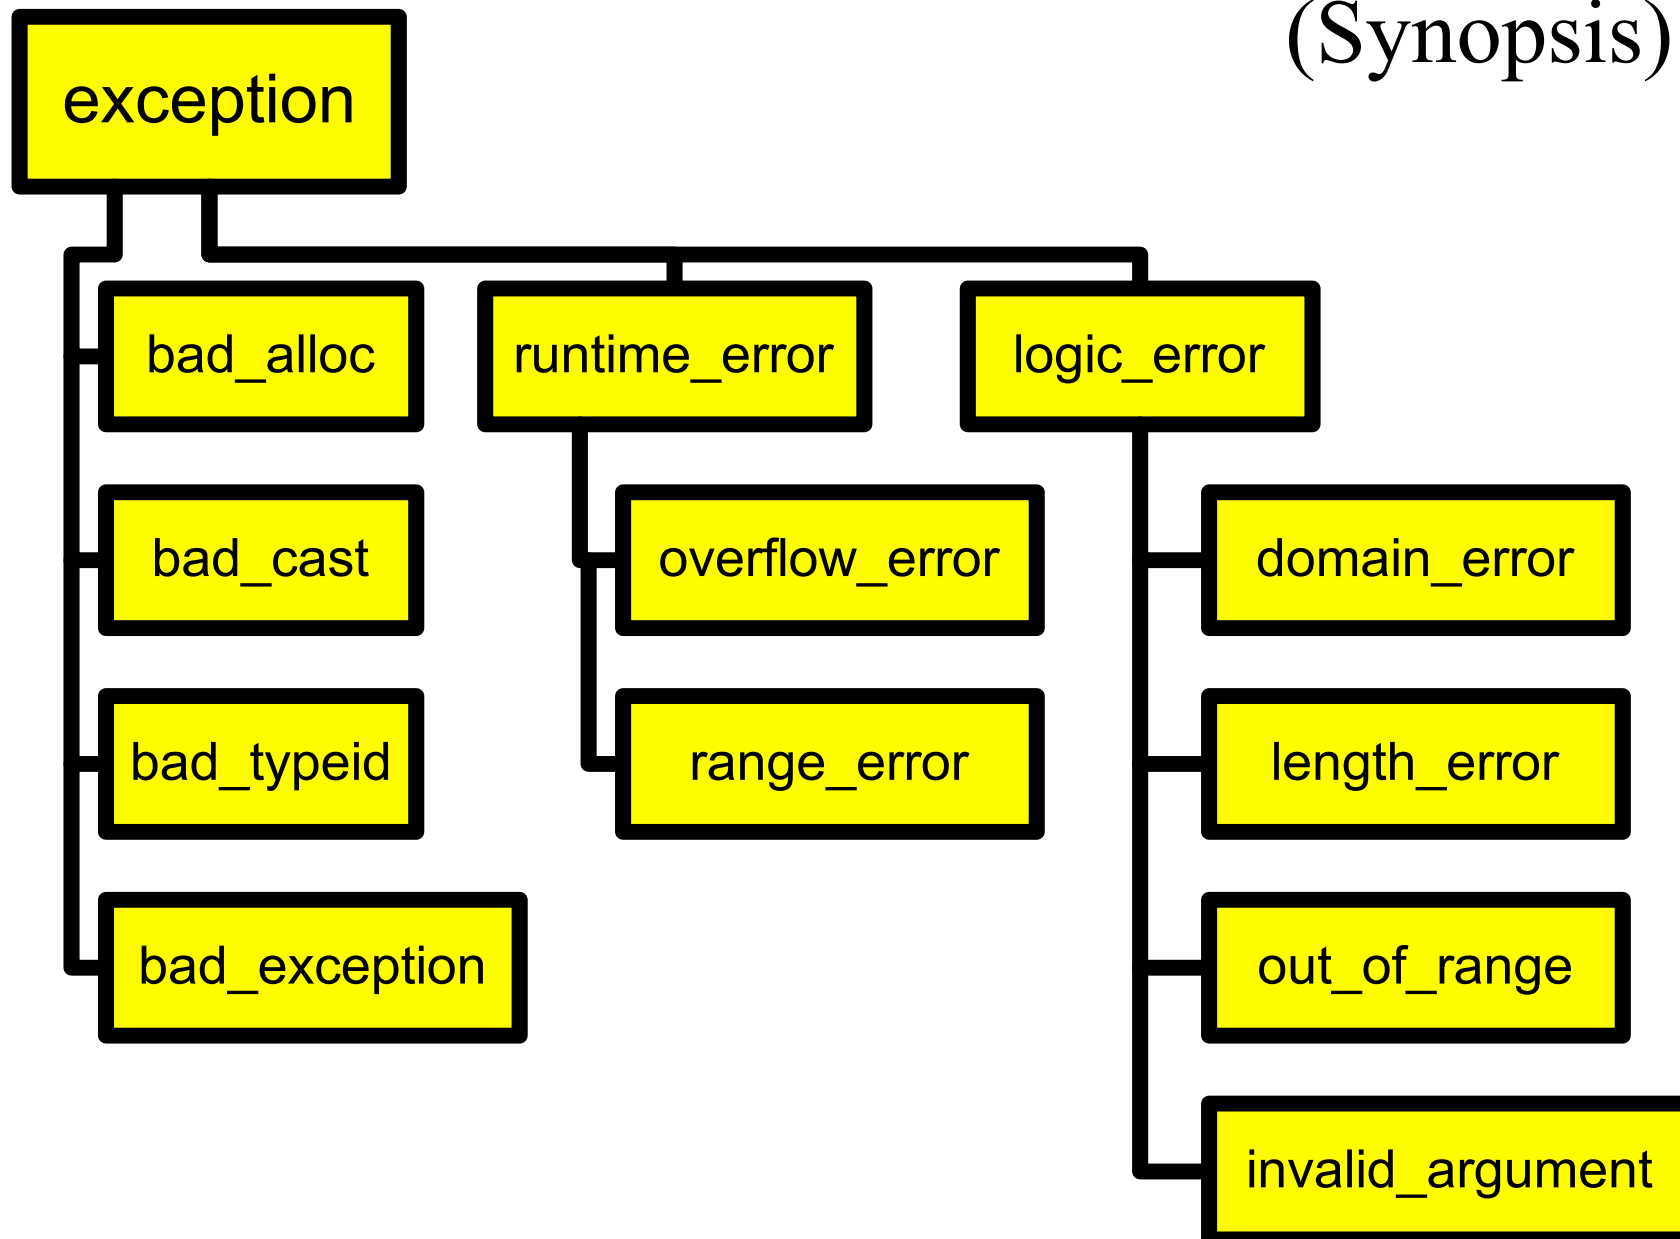 (Synopsis)
exception
bad_alloc
runtime_error
logic_error
bad_cast
overflow_error
domain_error
bad_typeid
range_error
length_error
bad_exception
out_of_range
invalid_argument